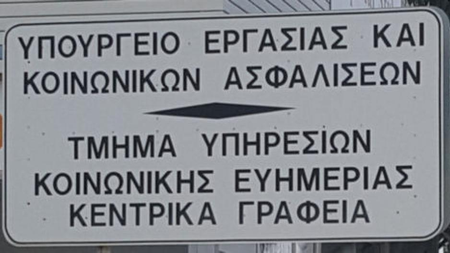 ΥΠΟΥΡΓΕΙΟ ΕΡΓΑΣΙΑΣ ΚΑΙ
ΚΟΙΝΩΝΙΚΩΝ ΑΣΦΑΛΙΣΕΩΝ
ΤΜΗΜΑ ΥΠΗΡΕΣΙΩΝ
ΚΟΙΝΩΝΙΚΗΣ ΕΥΗΜΕΡΙΑΣ
ΚΕΝΤΡΙΚΑ ΓΡΑΦΕΙΑ